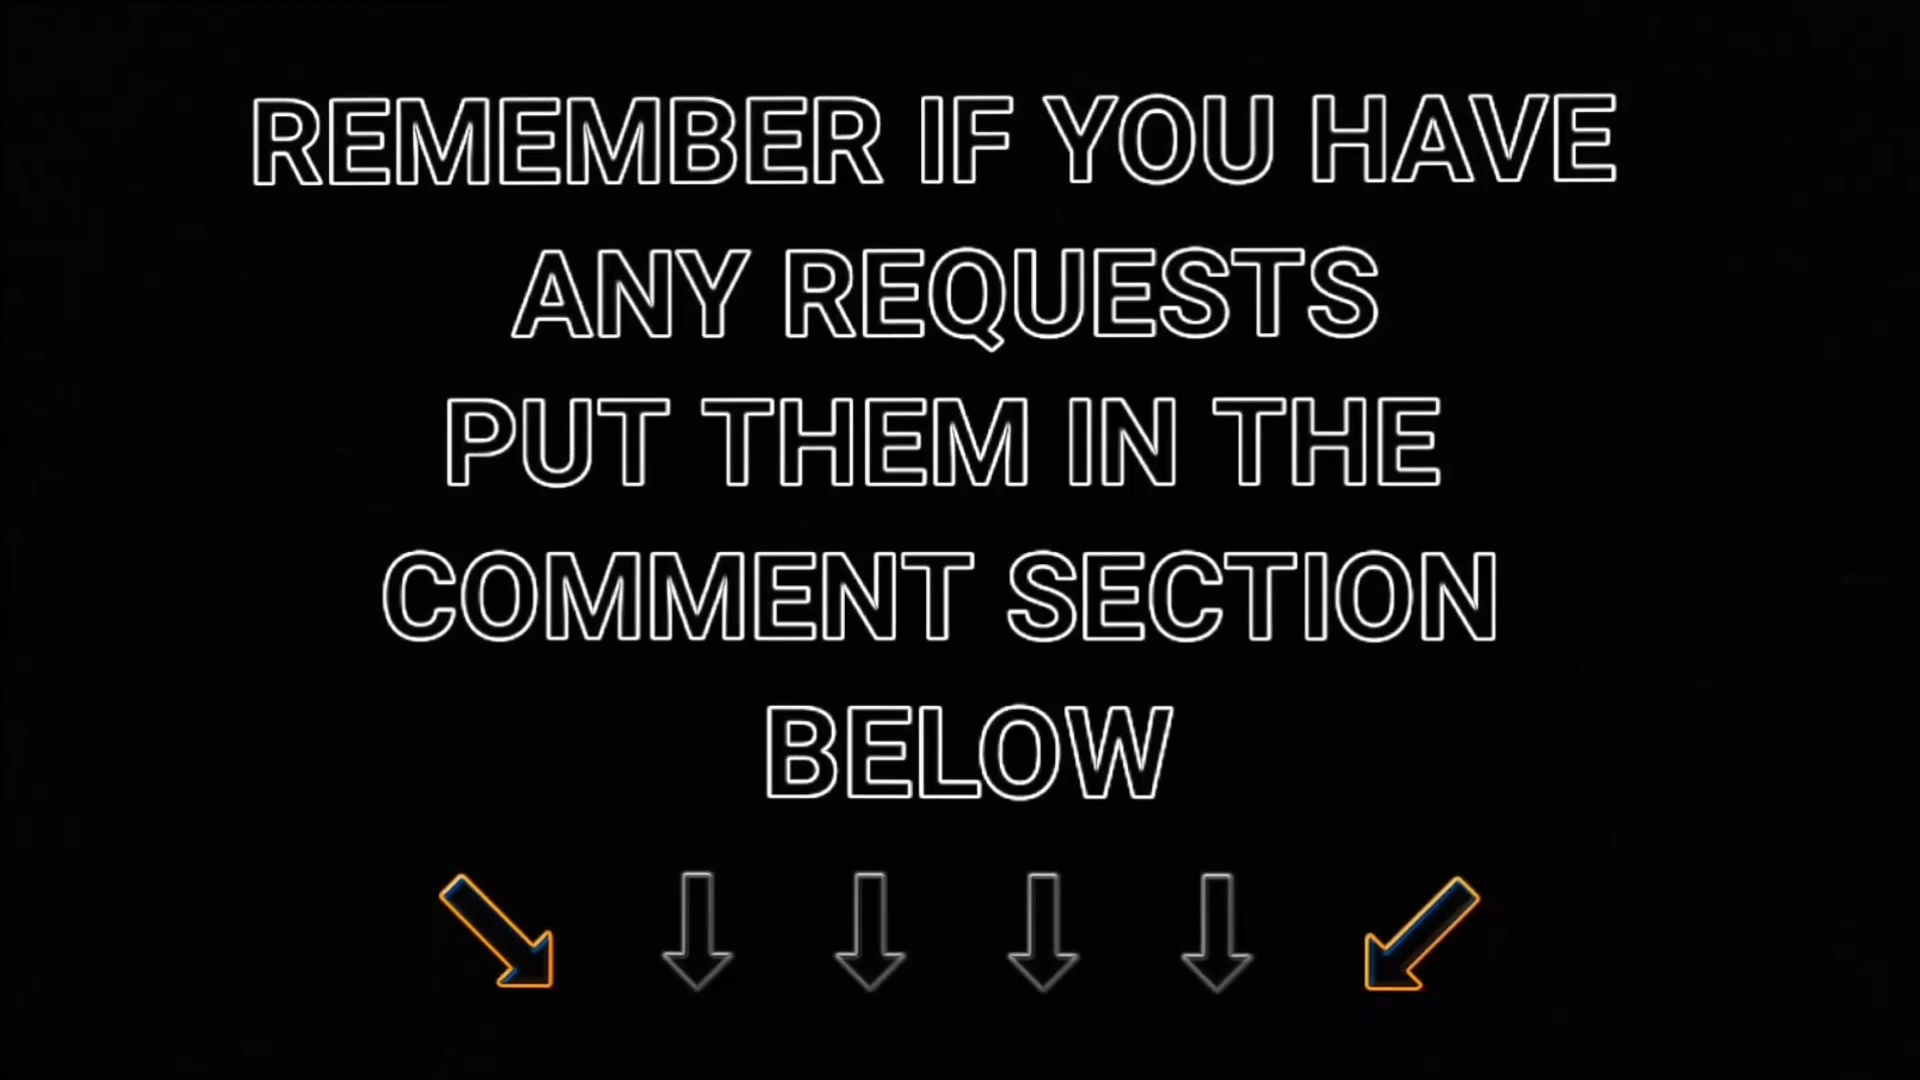 REMEMBER IF YOU HAVE
ANY REQUESTS
PUT THEM IN THE
COMMENT SECTION
BELOW